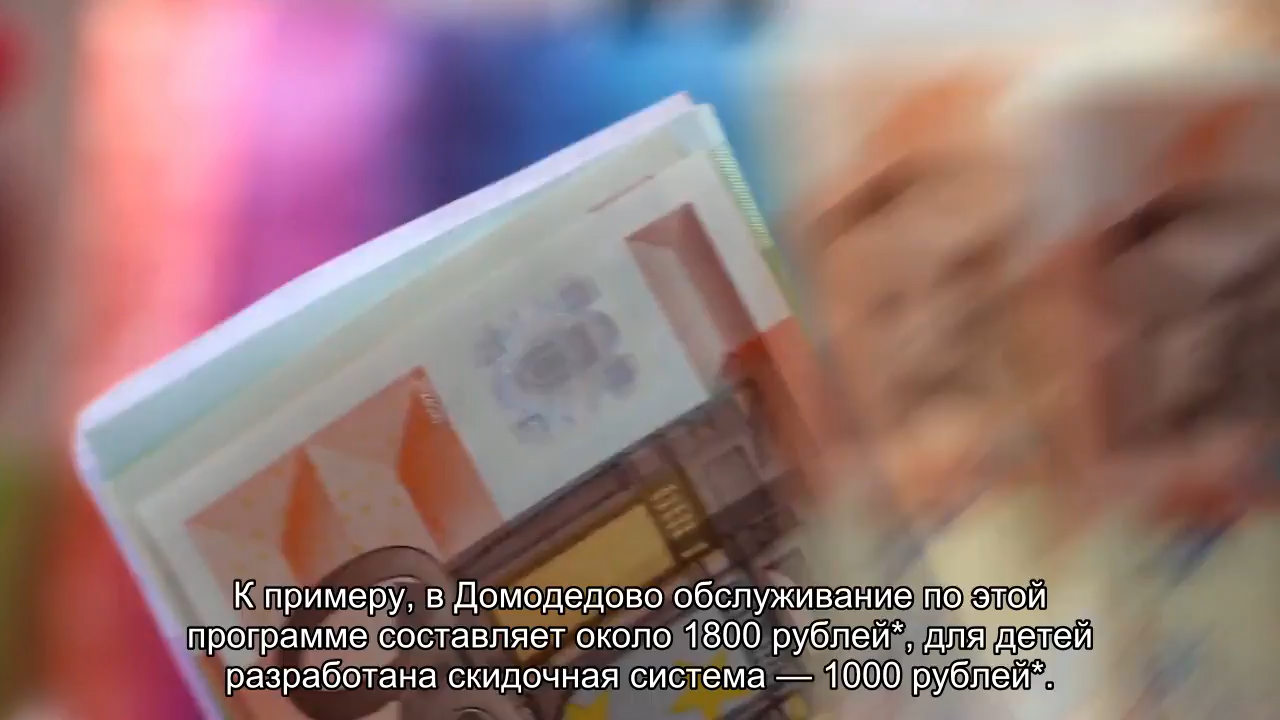 К примеру, в Домодедово обслуживание по этой
программе составляет около 1800 рублей*, для детей
разработана скидочная система — 1000 рублей*.